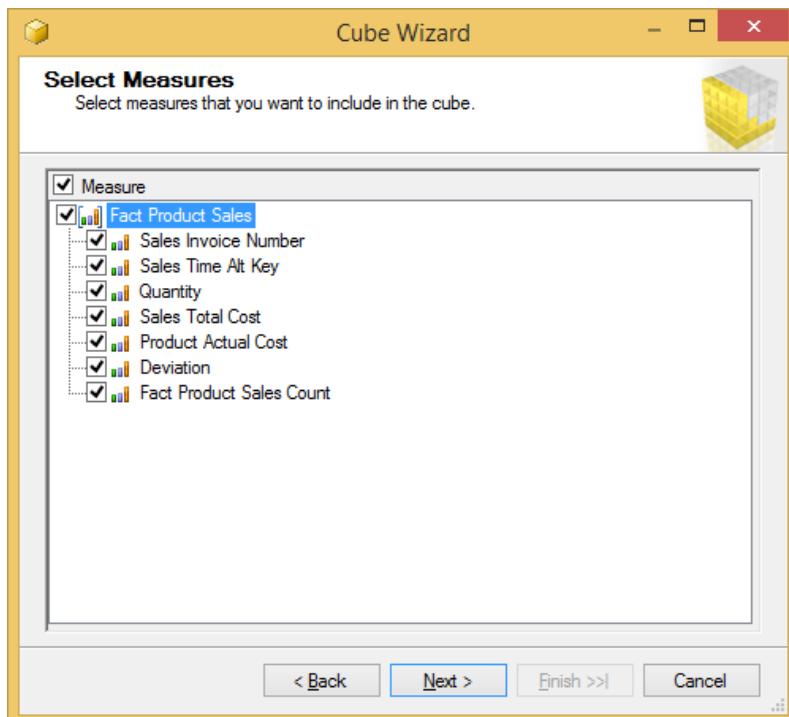 Cube Wizard
Select Measures
Select measures that you want to include in the cube.
Measure
Fact Product Sales
Sales Invoice Number
Sales Time Alt Key
Quantity
Sales Total Cost
Product Actual Cost
Deviation
Fact Product Sales Count
< Back Next > Finish >>| Cancel